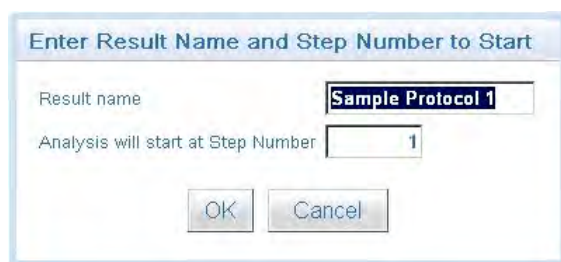 Enter Result Name and Step Number to Start
Result name Sample Protocol 1
Analysis will start at Step Number 1
OK Cancel